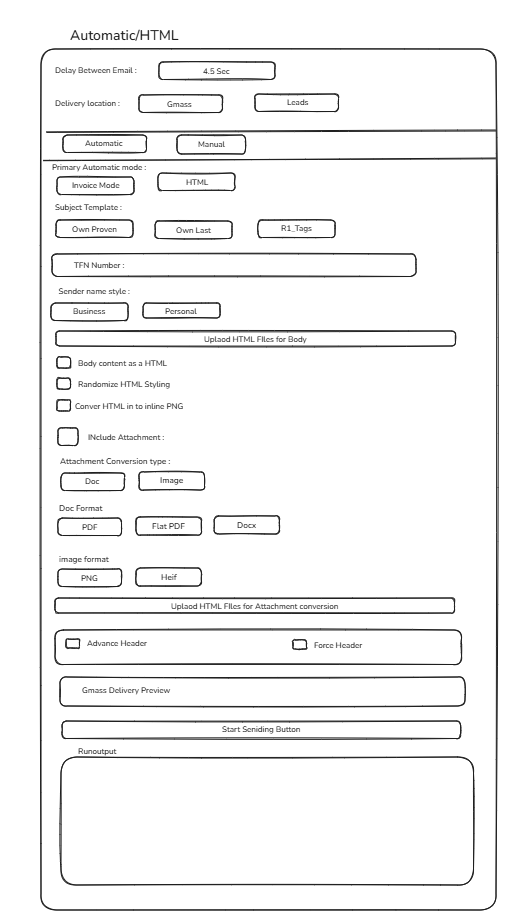 Automatic/HTML
Delay Between Email : 4.5 Sec
Delivery location : Gmass Leads
Automatic Manual
Primary Automatic mode :
Invoice Mode HTML
Subject Template :
Own Proven Own Last R1_Tags
TFN Number :
Sender name style :
Business Personal
Uplaod HTML FIles for Body
Body content as a HTML
Randomize HTML Styling
Conver HTML in to inline PNG
INclude Attachment :
Attachment Conversion type :
Doc Image
Doc Format
PDF Flat PDF Docx
image format
PNG Heif
Uplaod HTML FIles for Attachment conversion
Advance Header Force Header
Gmass Delivery Preview
Start Seniding Button
Runoutput